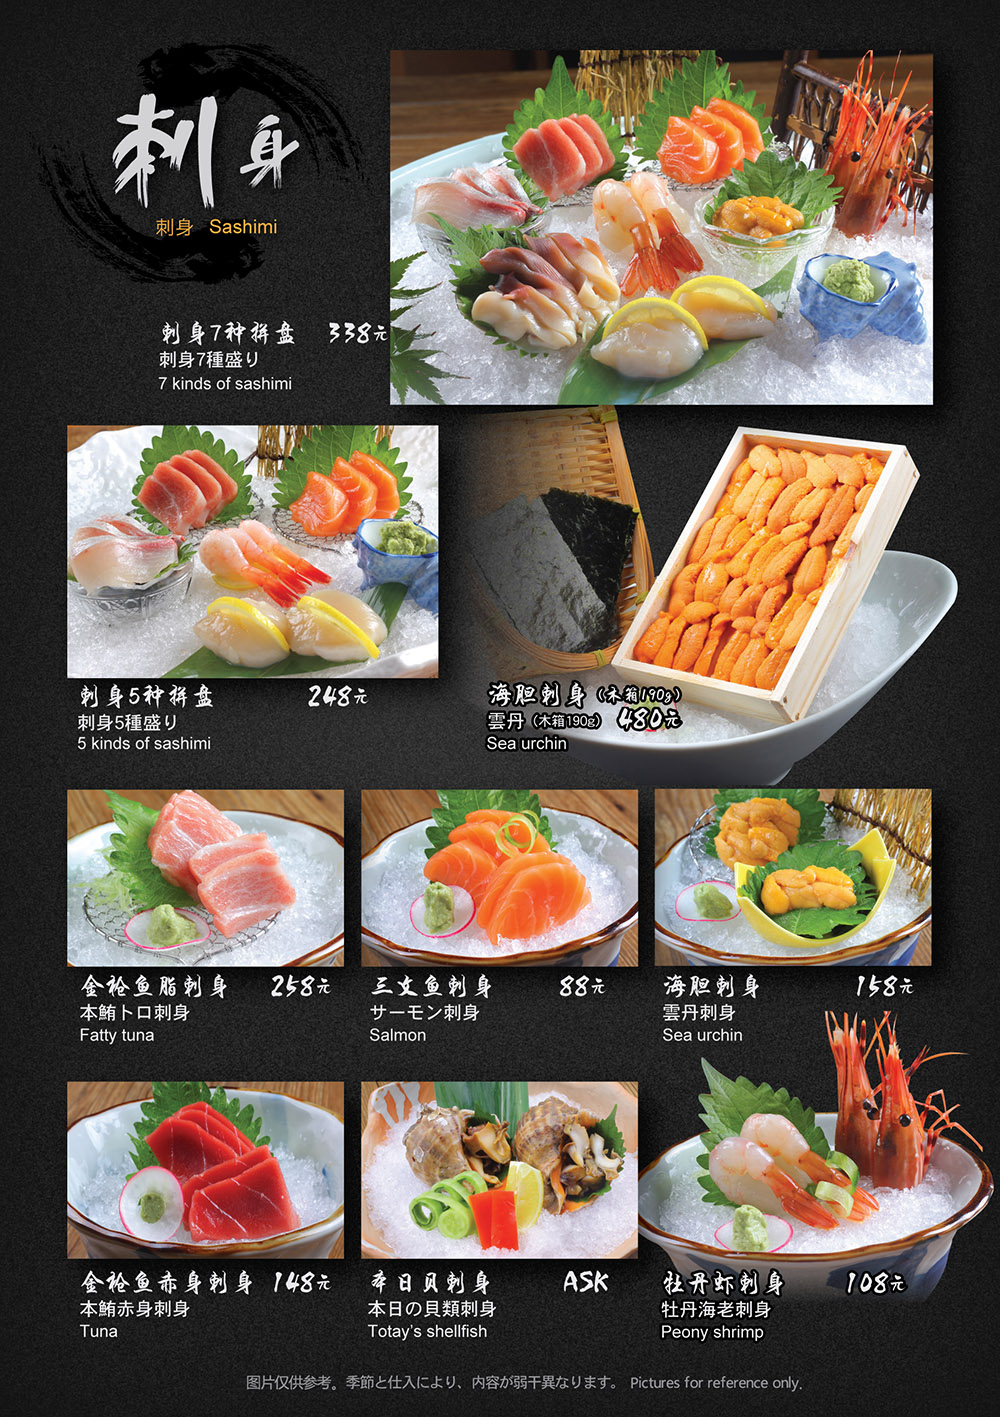 刺身
刺身 Sashimi
刺身7种拼盘 338元
刺身7種盛り
7 kinds of sashimi
刺身5种拼盘 248元
刺身5種盛り
5 kinds of sashimi
海胆刺身（木箱190g）
雲丹（木箱190g） 480元
Sea urchin
金枪鱼脂刺身 258元
本鮪トロ刺身
Fatty tuna
三文鱼刺身 88元
サーモン刺身
Salmon
海胆刺身 158元
雲丹刺身
Sea urchin
金枪鱼赤身刺身 148元
本鮪赤身刺身
Tuna
本日贝刺身 ASK
本日の貝類刺身
Totay's shellfish
牡丹虾刺身 108元
牡丹海老刺身
Peony shrimp
图片仅供参考。季節と仕入により、内容が弱干異なります。 Pictures for reference only.